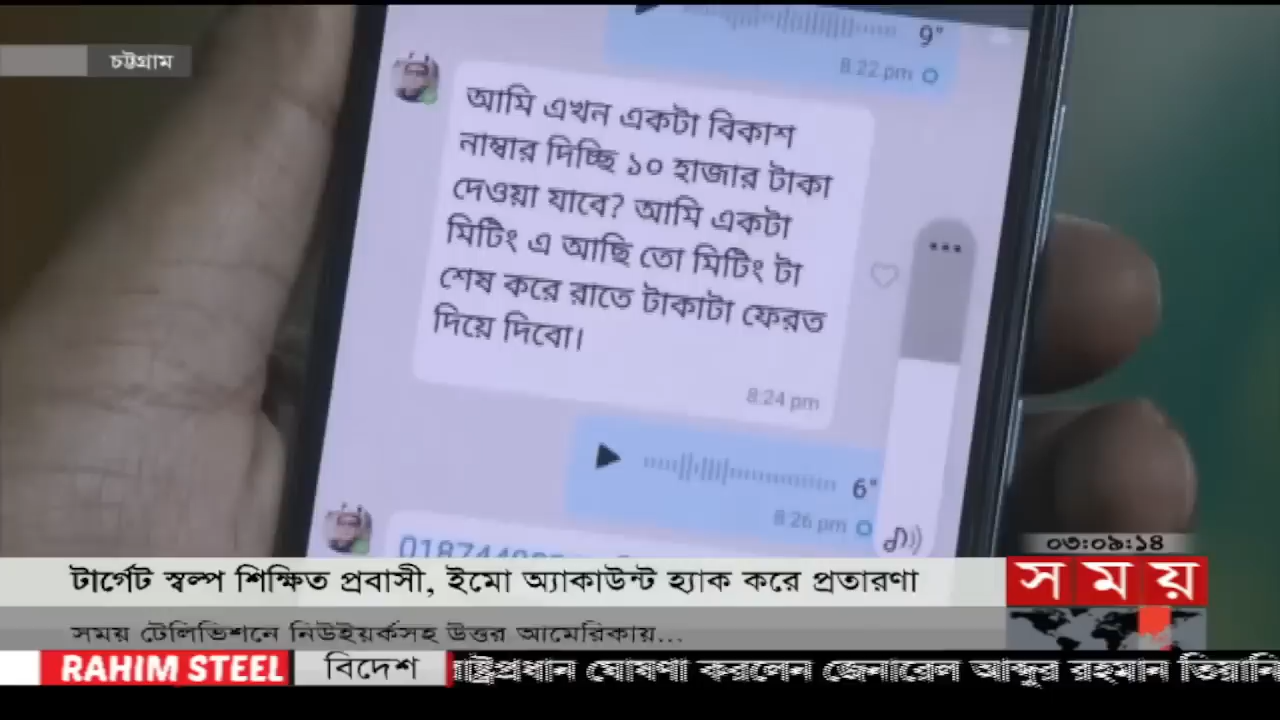 চট্টগ্রাম
9"
8:22 pm
আমি এখন একটা বিকাশ
নাম্বার দিচ্ছি ১০ হাজার টাকা
দেওয়া যাবে? আমি একটা
মিটিং এ আছি তো মিটিং টা
শেষ করে রাতে টাকাটা ফেরত
দিয়ে দিবো।
8:24 pm
6"
8:26 pm
০৩:০৯:১৪
টার্গেট স্বল্প শিক্ষিত প্রবাসী, ইমো অ্যাকাউন্ট হ্যাক করে প্রতারণা
সময়
সময় টেলিভিশনে নিউইয়র্কসহ উত্তর আমেরিকায়...
RAHIM STEEL বিদেশ রাষ্ট্রপ্রধান ঘোষণা করলেন জেনারেল আব্দুর রহমান